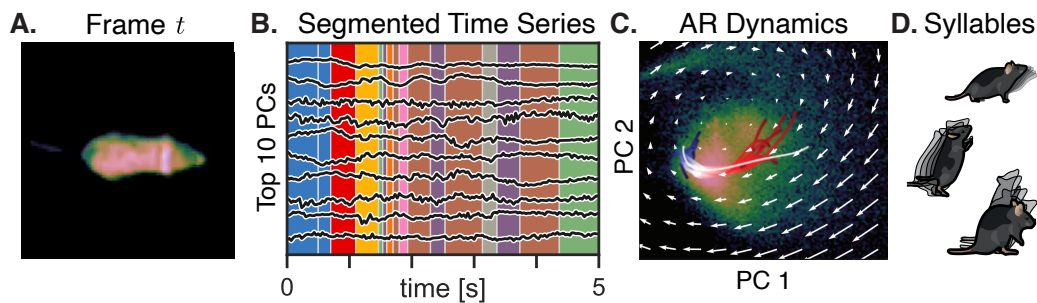 A. Frame t
B. Segmented Time Series
Top 10 PCs
0
time [s]
5
C. AR Dynamics
PC 2
PC 1
D. Syllables